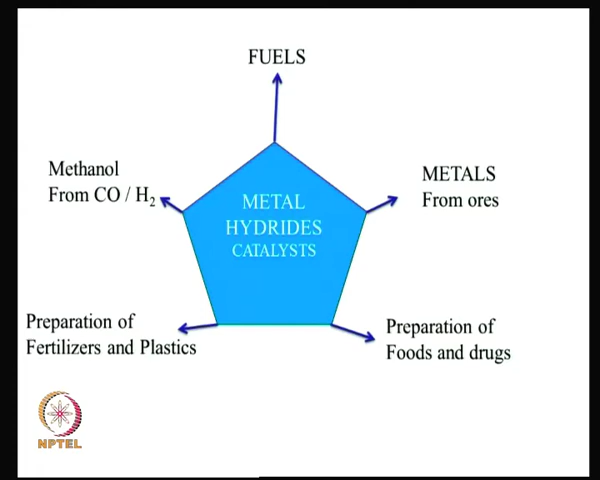 FUELS
Methanol
From CO / H₂
METALS
From ores
METAL
HYDRIDES
CATALYSTS
Preparation of
Fertilizers and Plastics
Preparation of
Foods and drugs
NPTEL